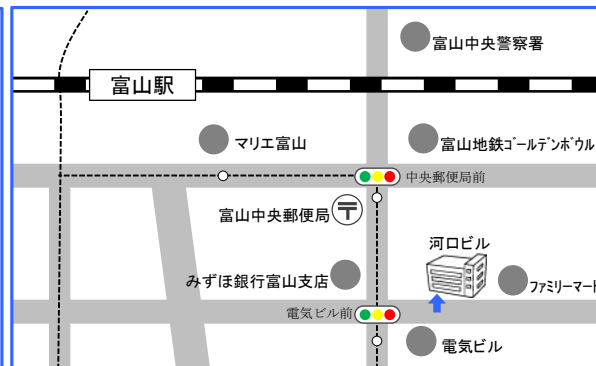 富山中央警察署
富山駅
マリエ富山
富山地鉄ゴールデンボウル
中央郵便局前
富山中央郵便局
〒
河口ビル
みずほ銀行富山支店
ファミリーマート
電気ビル前
電気ビル